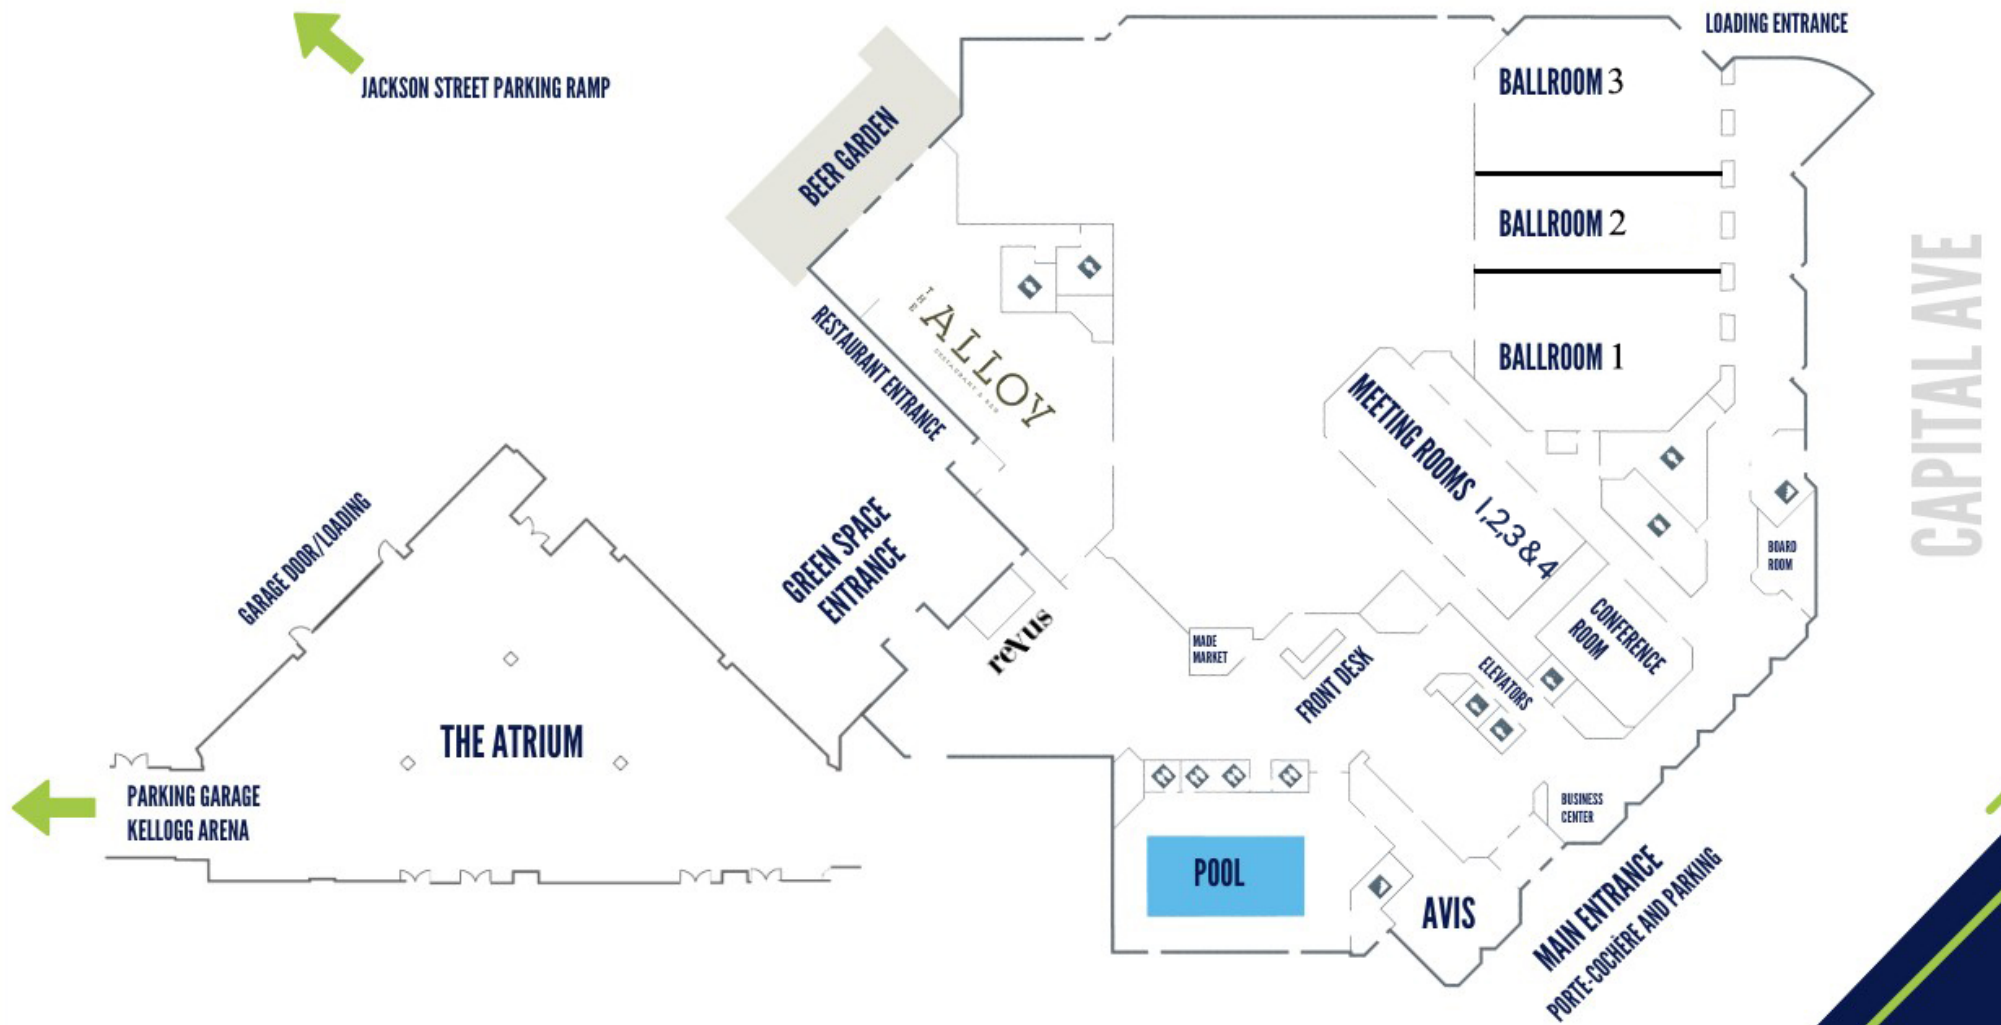 LOADING ENTRANCE
JACKSON STREET PARKING RAMP
BALLROOM 3
BEER GARDEN
BALLROOM 2
CAPITAL AVE
THE
ALLOY
RESTAURANT & BAR
RESTAURANT ENTRANCE
BALLROOM 1
MEETING ROOMS 1,2,3 & 4
GARAGE DOOR/LOADING
GREEN SPACE
ENTRANCE
BOARD
ROOM
revus
MADE
MARKET
FRONT DESK
CONFERENCE
ROOM
ELEVATORS
THE ATRIUM
PARKING GARAGE
KELLOGG ARENA
BUSINESS
CENTER
POOL
AVIS
MAIN ENTRANCE
PORTE-COCHÈRE AND PARKING